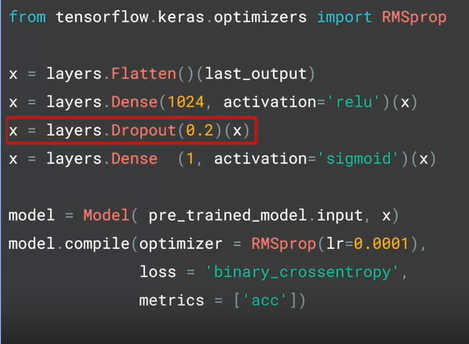 from tensorflow.keras.optimizers import RMSprop
x = layers.Flatten()(last_output)
x = layers.Dense(1024, activation='relu')(x)
x = layers.Dropout(0.2)(x)
x = layers.Dense  (1, activation='sigmoid')(x)
model = Model( pre_trained_model.input, x)
model.compile(optimizer = RMSprop(lr=0.0001),
loss = 'binary_crossentropy',
metrics = ['acc'])